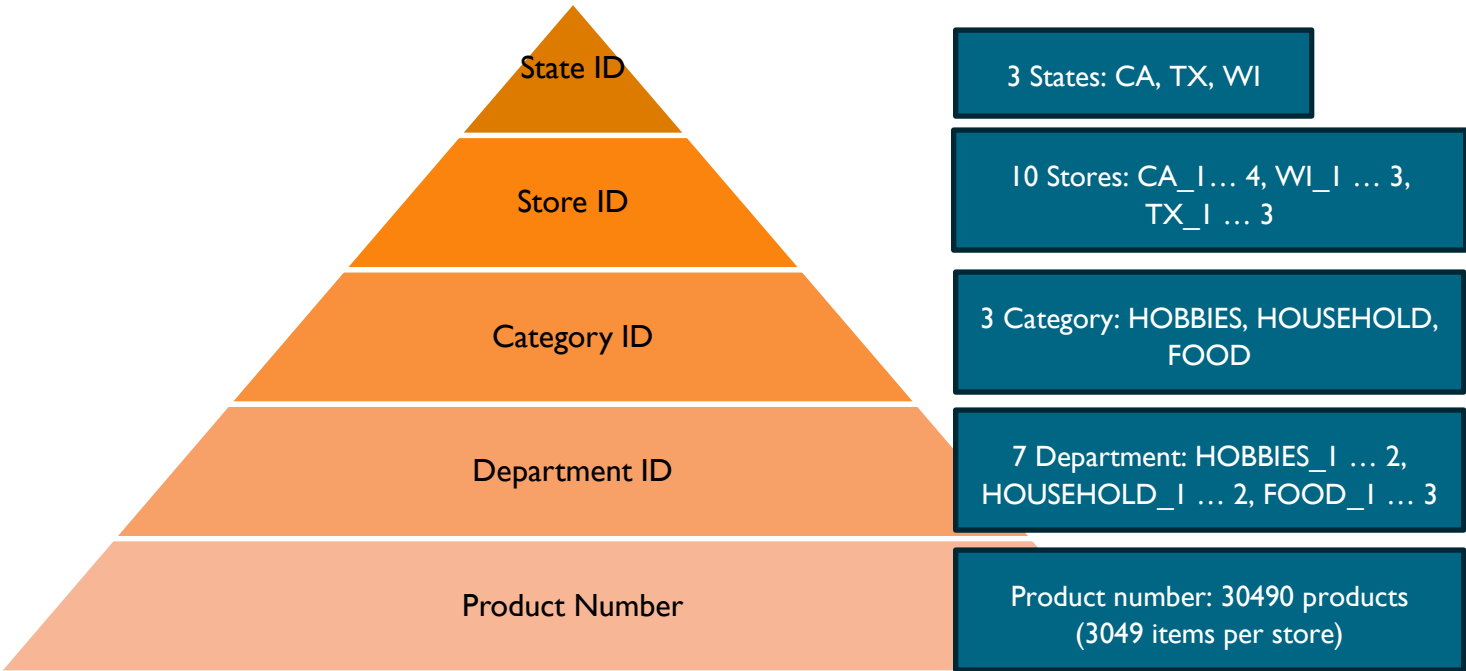 State ID
3 States: CA, TX, WI
Store ID
10 Stores: CA_1… 4, WI_1 … 3,
TX_1 … 3
Category ID
3 Category: HOBBIES, HOUSEHOLD,
FOOD
Department ID
7 Department: HOBBIES_1 … 2,
HOUSEHOLD_1 … 2, FOOD_1 … 3
Product Number
Product number: 30490 products
(3049 items per store)